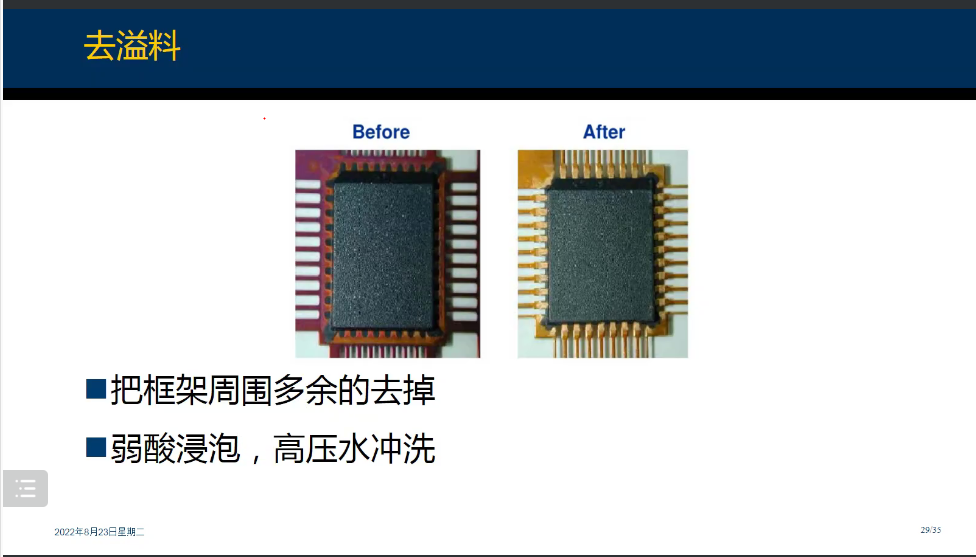 去溢料
Before
After
把框架周围多余的去掉
弱酸浸泡，高压水冲洗
2022年8月23日星期二
29/35